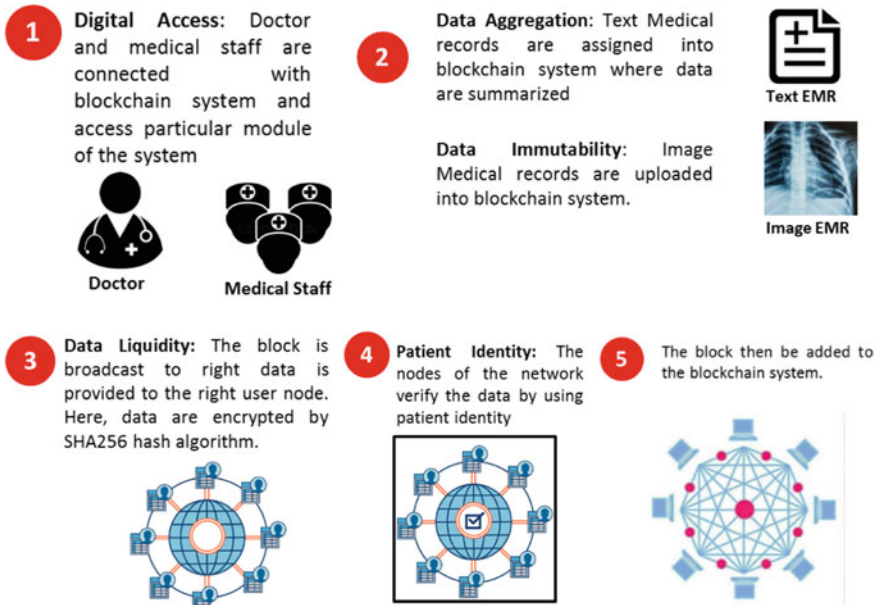 1
Digital Access: Doctor
and medical staff are
connected with
blockchain system and
access particular module
of the system
Doctor
Medical Staff
2
Data Aggregation: Text Medical
records are assigned into
blockchain system where data
are summarized
Text EMR
Data Immutability: Image
Medical records are uploaded
into blockchain system.
Image EMR
3
Data Liquidity: The block is
broadcast to right data is
provided to the right user node.
Here, data are encrypted by
SHA256 hash algorithm.
4
Patient Identity: The
nodes of the network
verify the data by using
patient identity
5
The block then be added to
the blockchain system.